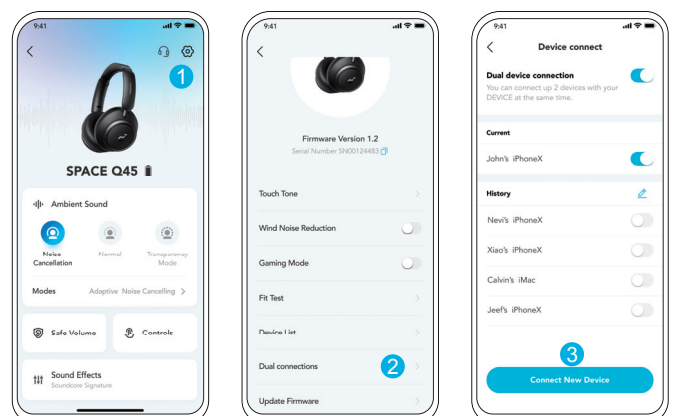 9:41
1
SPACE Q45
Ambient Sound
Noise Cancellation
Normal
Transparency Mode
Modes
Adaptive Noise Cancelling
Safe Volume
Controls
Sound Effects
Soundcore Signature
9:41
Firmware Version 1.2
Serial Number SN00124483
Touch Tone
Wind Noise Reduction
Gaming Mode
Fit Test
Device List
Dual connections
2
Update Firmware
9:41
Device connect
Dual device connection
You can connect up 2 devices with your
DEVICE at the same time.
Current
John's iPhoneX
History
Nevi's iPhoneX
Xiao's iPhoneX
Calvin's iMac
Jeef's iPhoneX
3
Connect New Device